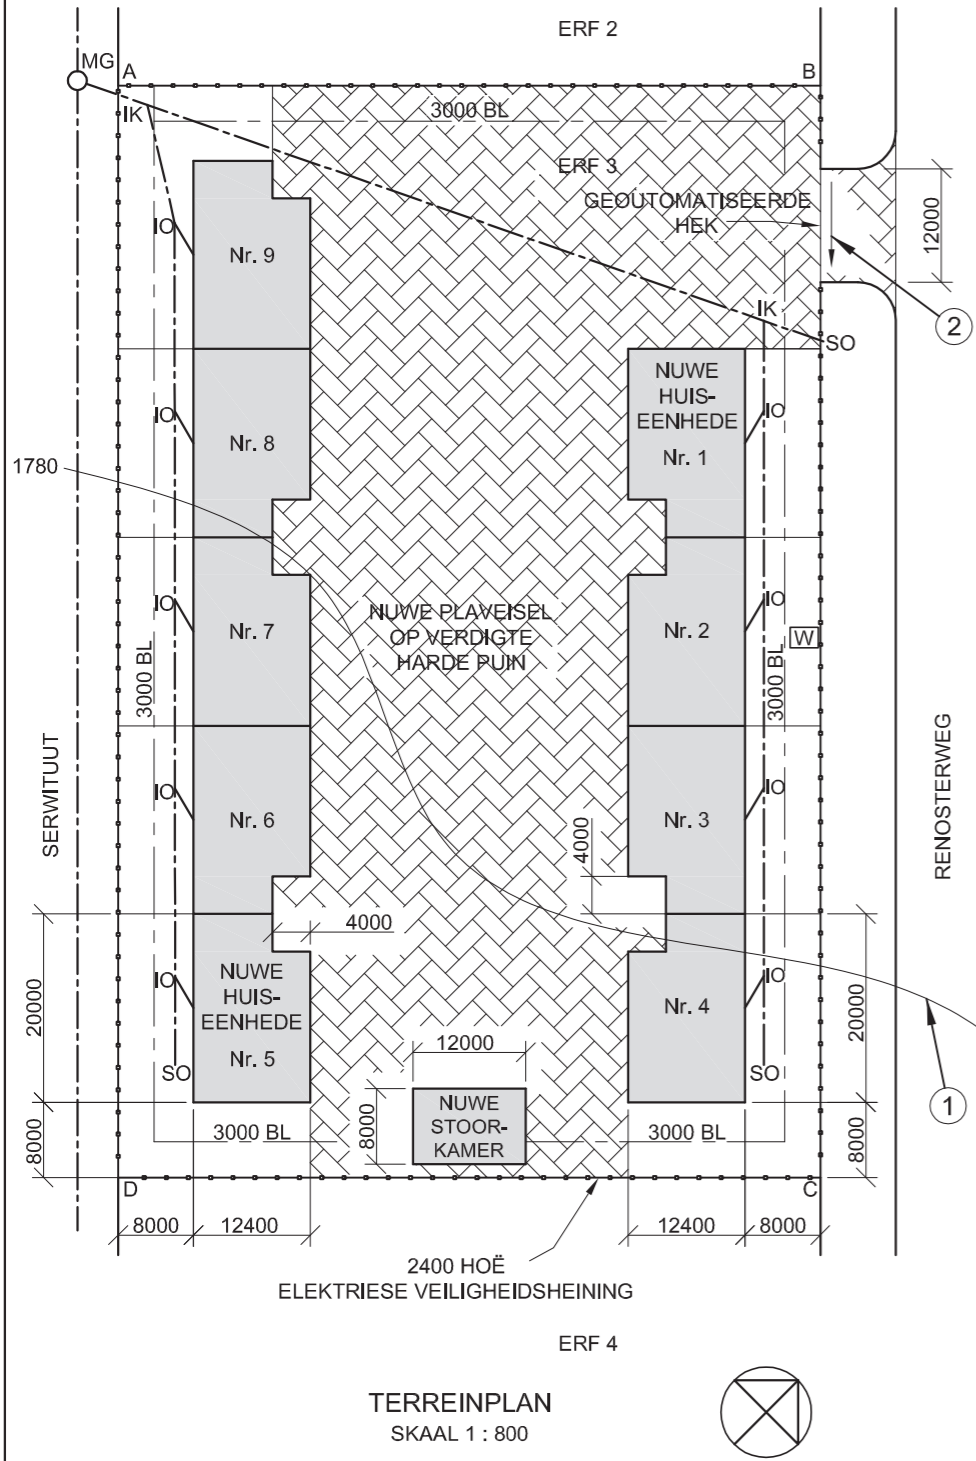 ERF 2
MG
A
B
IK
3000 BL
ERF 3
GEOUTOMATISEERDE
HEK
12000
IO
Nr. 9
2
IK
SO
NUWE
HUIS-
EENHEDE
Nr. 1
IO
Nr. 8
IO
1780
IO
Nr. 7
NUWE PLAVEISEL
OP VERDIGTE
HARDE PUIN
Nr. 2
IO
W
3000 BL
3000 BL
SERWITUUT
RENOSTERWEG
IO
Nr. 6
4000
Nr. 3
IO
4000
20000
IO
NUWE
HUIS-
EENHEDE
Nr. 5
SO
Nr. 4
IO
SO
20000
1
12000
8000
NUWE
STOOR-
KAMER
8000
3000 BL
3000 BL
8000
D
C
8000
12400
12400
8000
2400 HOË
ELEKTRIESE VEILIGHEIDSHEINING
ERF 4
TERREINPLAN
SKAAL 1 : 800